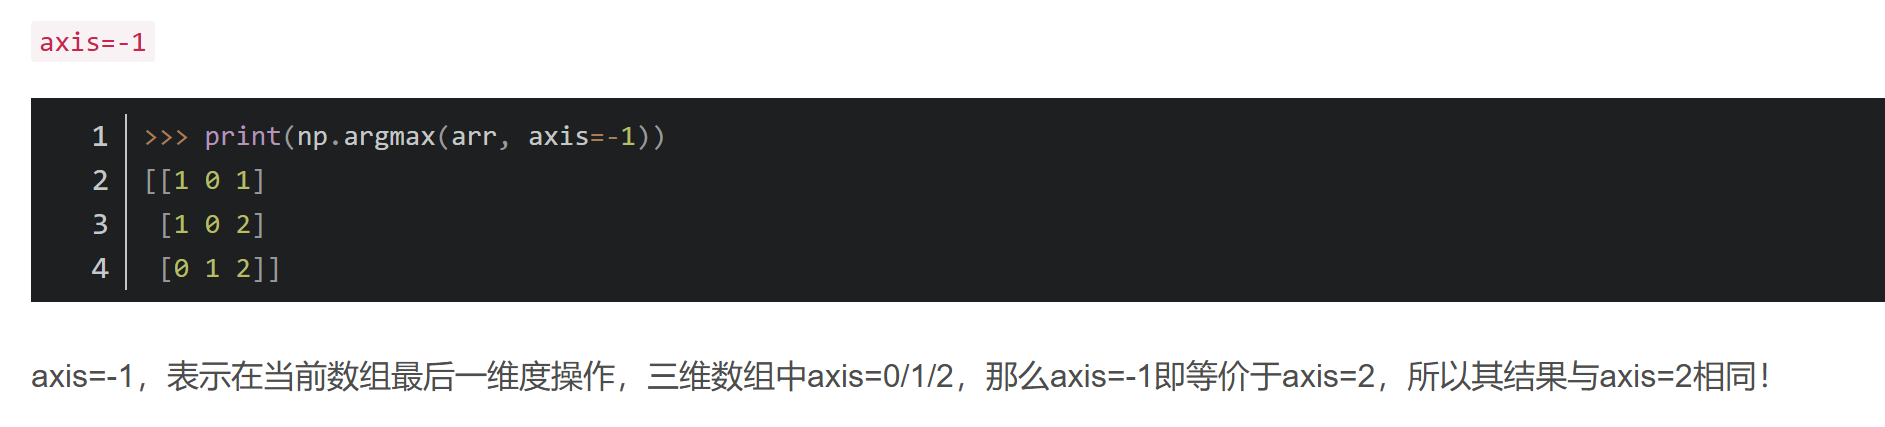 axis=-1
1 >>> print(np.argmax(arr, axis=-1))
2 [[1 0 1]
3  [1 0 2]
4  [0 1 2]]
axis=-1，表示在当前数组最后一维度操作，三维数组中axis=0/1/2，那么axis=-1即等价于axis=2，所以其结果与axis=2相同！